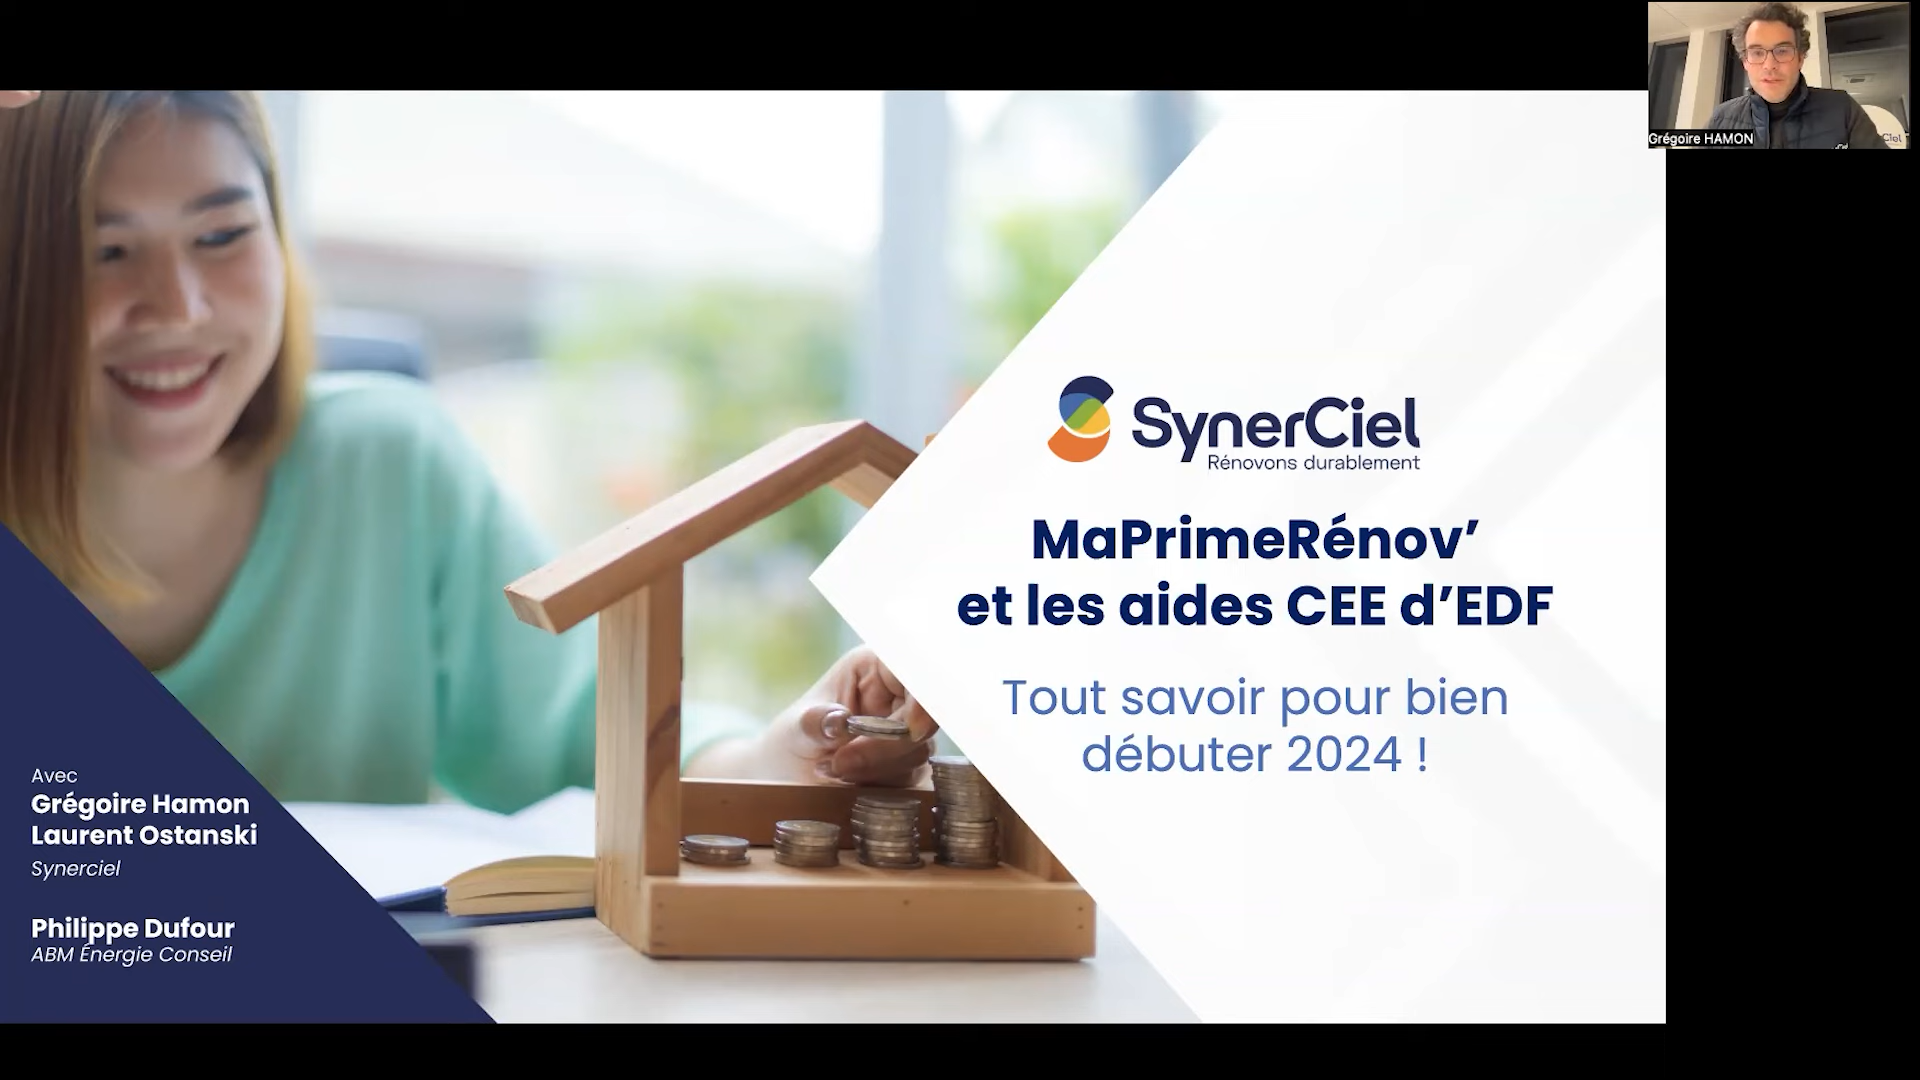 Grégoire HAMON
Ciel
SynerCiel
Rénovons durablement
MaPrimeRénov’
et les aides CEE d’EDF
Tout savoir pour bien
débuter 2024 !
Avec
Grégoire Hamon
Laurent Ostanski
Synerciel
Philippe Dufour
ABM Énergie Conseil